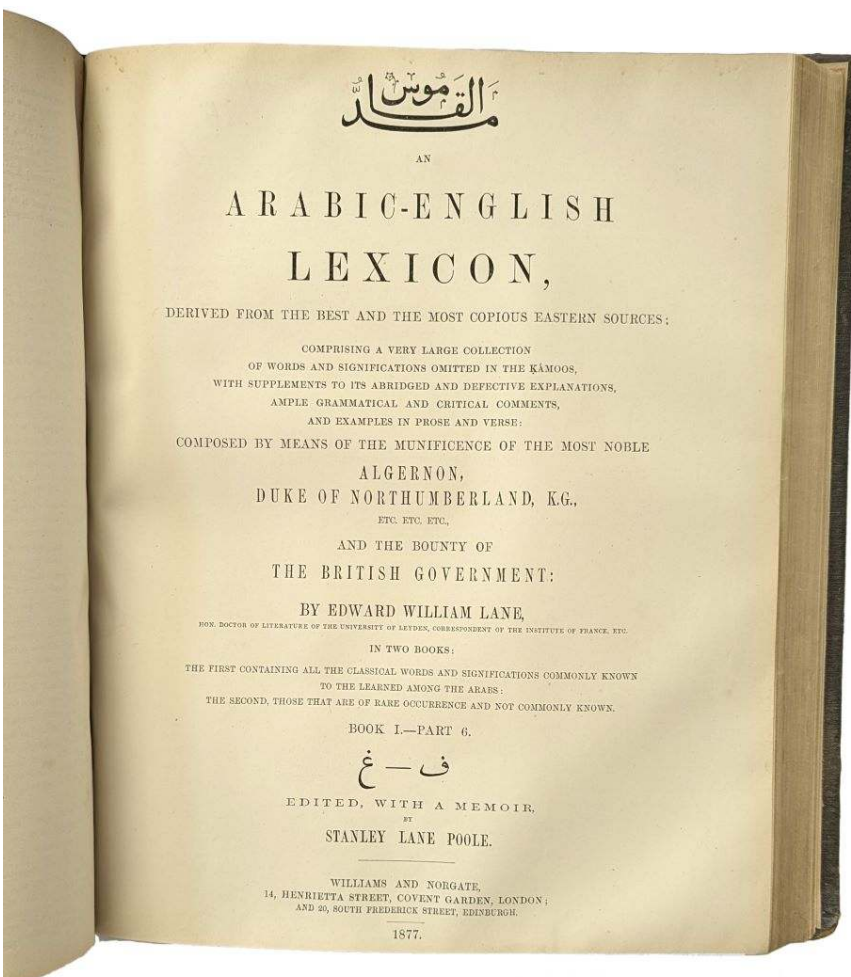 مَدُّ القَامُوس
AN
ARABIC-ENGLISH
LEXICON,
DERIVED FROM THE BEST AND THE MOST COPIOUS EASTERN SOURCES;
COMPRISING A VERY LARGE COLLECTION
OF WORDS AND SIGNIFICATIONS OMITTED IN THE ḲÁMOOS,
WITH SUPPLEMENTS TO ITS ABRIDGED AND DEFECTIVE EXPLANATIONS,
AMPLE GRAMMATICAL AND CRITICAL COMMENTS,
AND EXAMPLES IN PROSE AND VERSE:
COMPOSED BY MEANS OF THE MUNIFICENCE OF THE MOST NOBLE
ALGERNON,
DUKE OF NORTHUMBERLAND, K.G.,
ETC. ETC. ETC.,
AND THE BOUNTY OF
THE BRITISH GOVERNMENT:
BY EDWARD WILLIAM LANE,
HON. DOCTOR OF LITERATURE OF THE UNIVERSITY OF LEYDEN, CORRESPONDENT OF THE INSTITUTE OF FRANCE, ETC.
IN TWO BOOKS;
THE FIRST CONTAINING ALL THE CLASSICAL WORDS AND SIGNIFICATIONS COMMONLY KNOWN
TO THE LEARNED AMONG THE ARABS:
THE SECOND, THOSE THAT ARE OF RARE OCCURRENCE AND NOT COMMONLY KNOWN.
BOOK I.—PART 6.
ف — غ
EDITED, WITH A MEMOIR,
BY
STANLEY LANE POOLE.
WILLIAMS AND NORGATE,
14, HENRIETTA STREET, COVENT GARDEN, LONDON;
AND 20, SOUTH FREDERICK STREET, EDINBURGH.
1877.